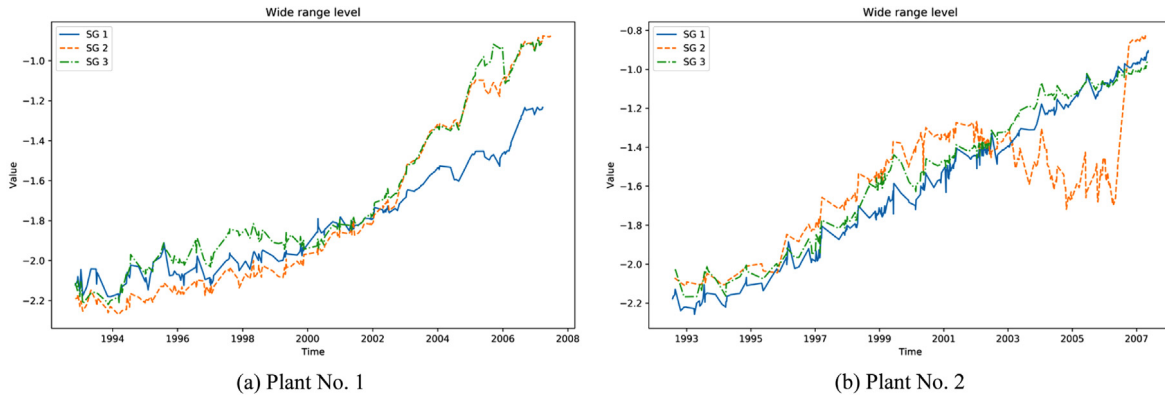 Wide range level
SG 1
SG 2
SG 3
−1.0
−1.2
−1.4
−1.6
−1.8
−2.0
−2.2
Value
1994 1996 1998 2000 2002 2004 2006 2008
Time
(a) Plant No. 1
Wide range level
SG 1
SG 2
SG 3
−0.8
−1.0
−1.2
−1.4
−1.6
−1.8
−2.0
−2.2
Value
1993 1995 1997 1999 2001 2003 2005 2007
Time
(b) Plant No. 2